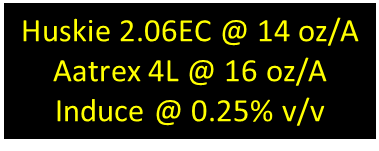 Huskie 2.06EC @ 14 oz/A
Aatrex 4L @ 16 oz/A
Induce @ 0.25% v/v